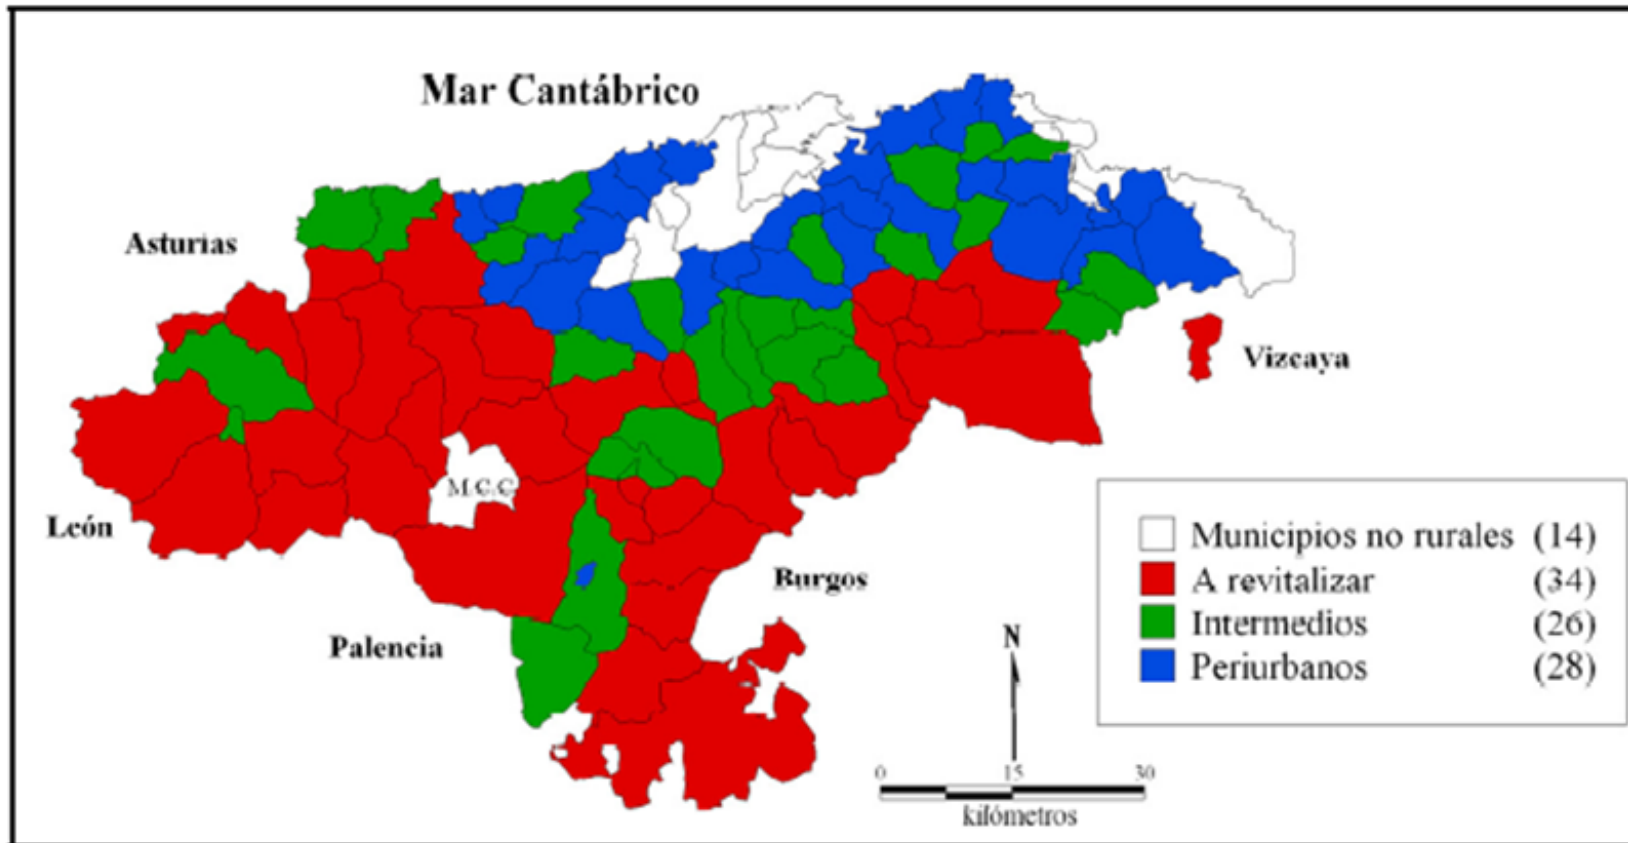 Mar Cantábrico
Asturias
Vizcaya
M.C.C
León
Burgos
Palencia
N
Municipios no rurales (14)
A revitalizar (34)
Intermedios (26)
Periurbanos (28)
0 15 30
kilómetros